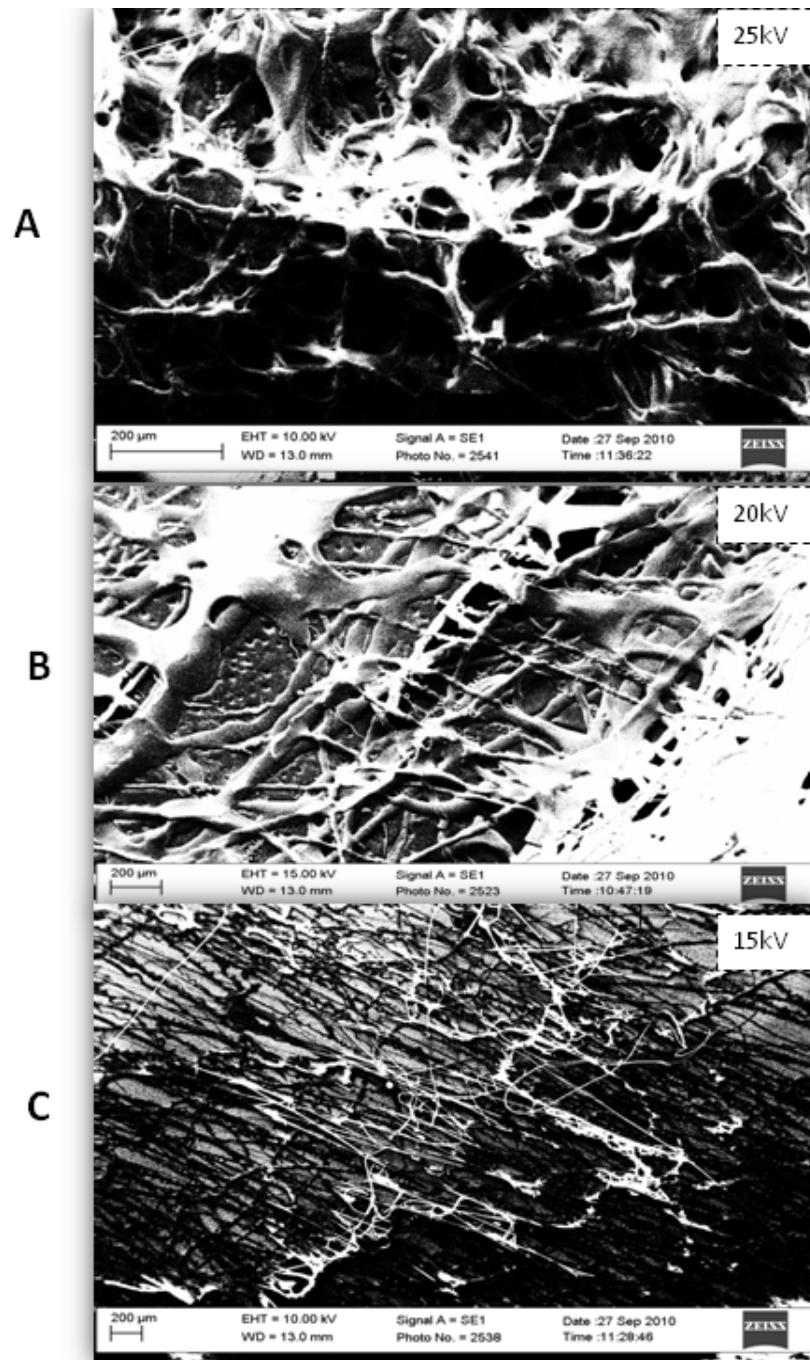 25kV
A
200 µm
EHT = 10.00 kV Signal A = SE1 Date :27 Sep 2010
WD = 13.0 mm Photo No. = 2541 Time :11:36:22
ZEISS
20kV
B
200 µm
EHT = 15.00 kV Signal A = SE1 Date :27 Sep 2010
WD = 13.0 mm Photo No. = 2523 Time :10:47:19
ZEISS
15kV
C
200 µm
EHT = 10.00 kV Signal A = SE1 Date :27 Sep 2010
WD = 13.0 mm Photo No. = 2538 Time :11:28:46
ZEISS